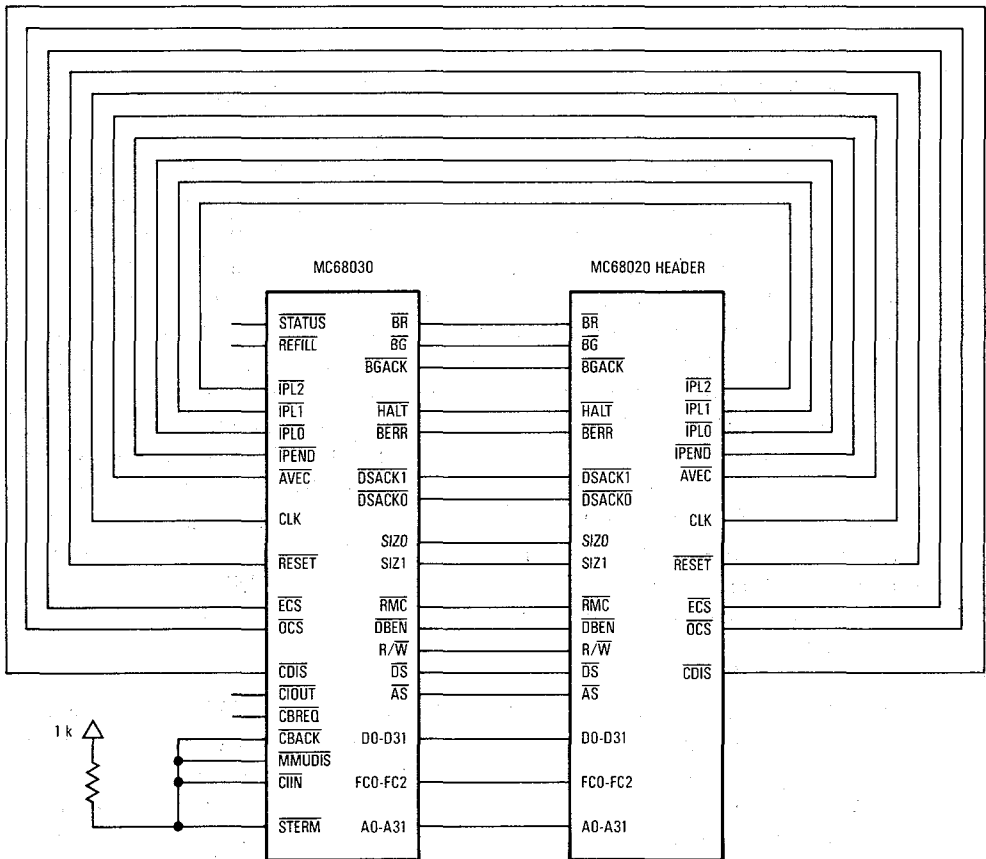 MC68030
MC68020 HEADER
STATUS
REFILL
IPL2
IPL1
IPL0
IPEND
AVEC
CLK
RESET
ECS
OCS
CDIS
CIOUT
CBREQ
CBACK
MMUDIS
CIIN
STERM
BR
BG
BGACK
HALT
BERR
DSACK1
DSACK0
SIZ0
SIZ1
RMC
DBEN
R/W
DS
AS
D0-D31
FC0-FC2
A0-A31
BR
BG
BGACK
HALT
BERR
DSACK1
DSACK0
SIZ0
SIZ1
RMC
DBEN
R/W
DS
AS
D0-D31
FC0-FC2
A0-A31
IPL2
IPL1
IPL0
IPEND
AVEC
CLK
RESET
ECS
OCS
CDIS
1 k